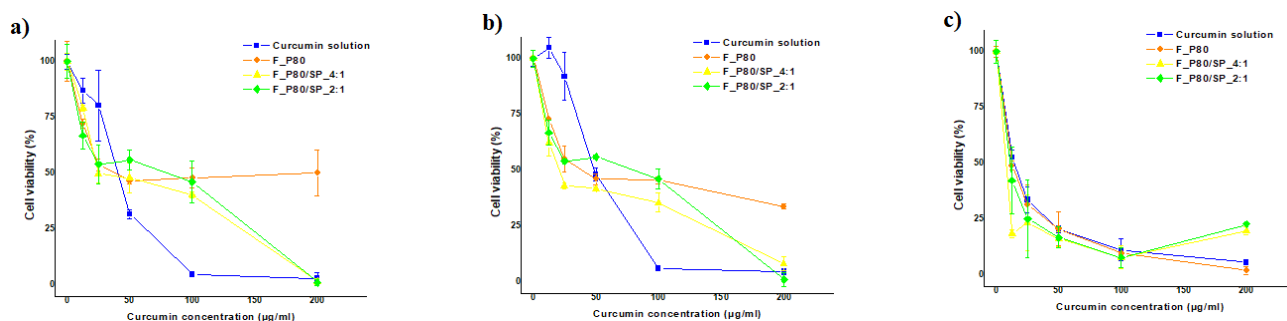 a)
Curcumin solution
F_P80
F_P80/SP_4:1
F_P80/SP_2:1
Cell viability (%)
100
75
50
25
0
0 50 100 150 200
Curcumin concentration (µg/ml)
b)
Curcumin solution
F_P80
F_P80/SP_4:1
F_P80/SP_2:1
Cell viability (%)
100
75
50
25
0
0 50 100 150 200
Curcumin concentration (µg/ml)
c)
Curcumin solution
F_P80
F_P80/SP_4:1
F_P80/SP_2:1
Cell viability (%)
100
75
50
25
0
0 50 100 150 200
Curcumin concentration (µg/ml)